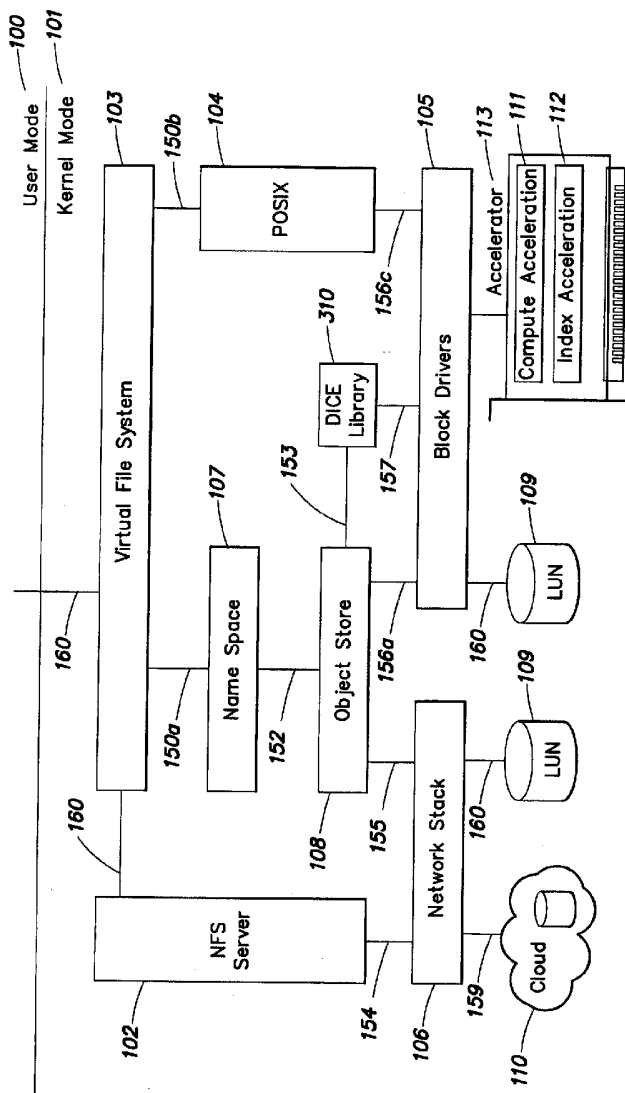 User Mode 100
Kernel Mode 101
160
Virtual File System
103
160
150a
150b
NFS
Server
102
Name Space
107
POSIX
104
152
Object Store
108
153
DICE
Library
310
154
155
156a
157
156c
Network Stack
106
Block Drivers
105
159
160
160
Cloud
110
LUN
109
LUN
109
Accelerator
113
Compute Acceleration
111
Index Acceleration
112